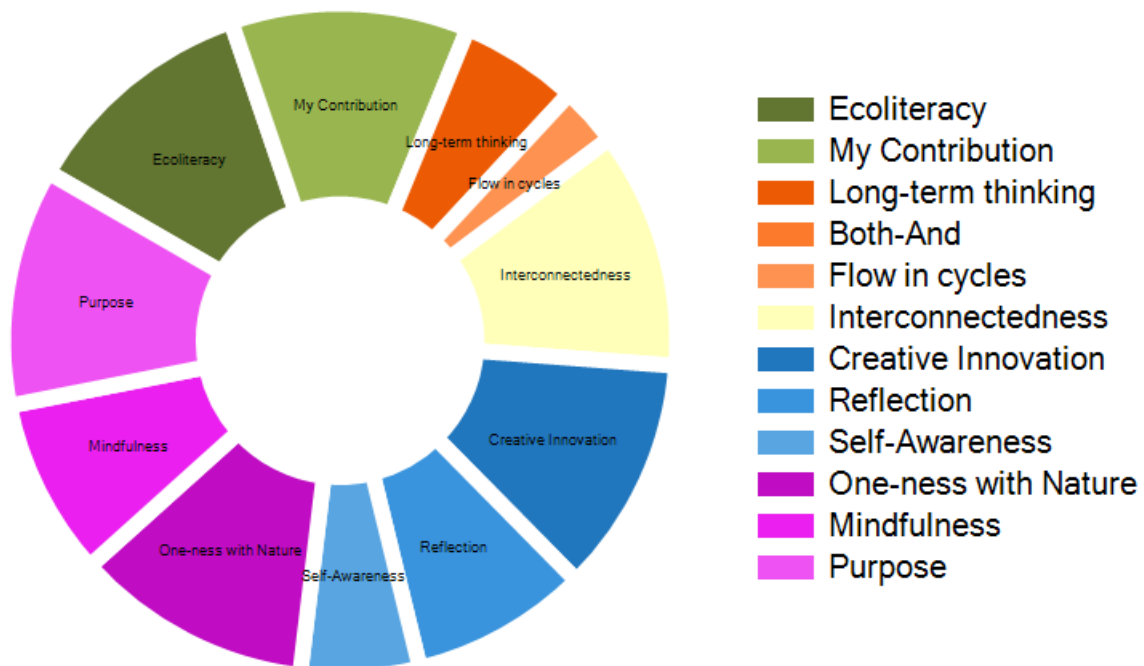 My Contribution
Long-term thinking
Ecoliteracy
Flow in cycles
Interconnectedness
Purpose
Creative Innovation
Mindfulness
Reflection
One-ness with Nature
Self-Awareness
Ecoliteracy
My Contribution
Long-term thinking
Both-And
Flow in cycles
Interconnectedness
Creative Innovation
Reflection
Self-Awareness
One-ness with Nature
Mindfulness
Purpose